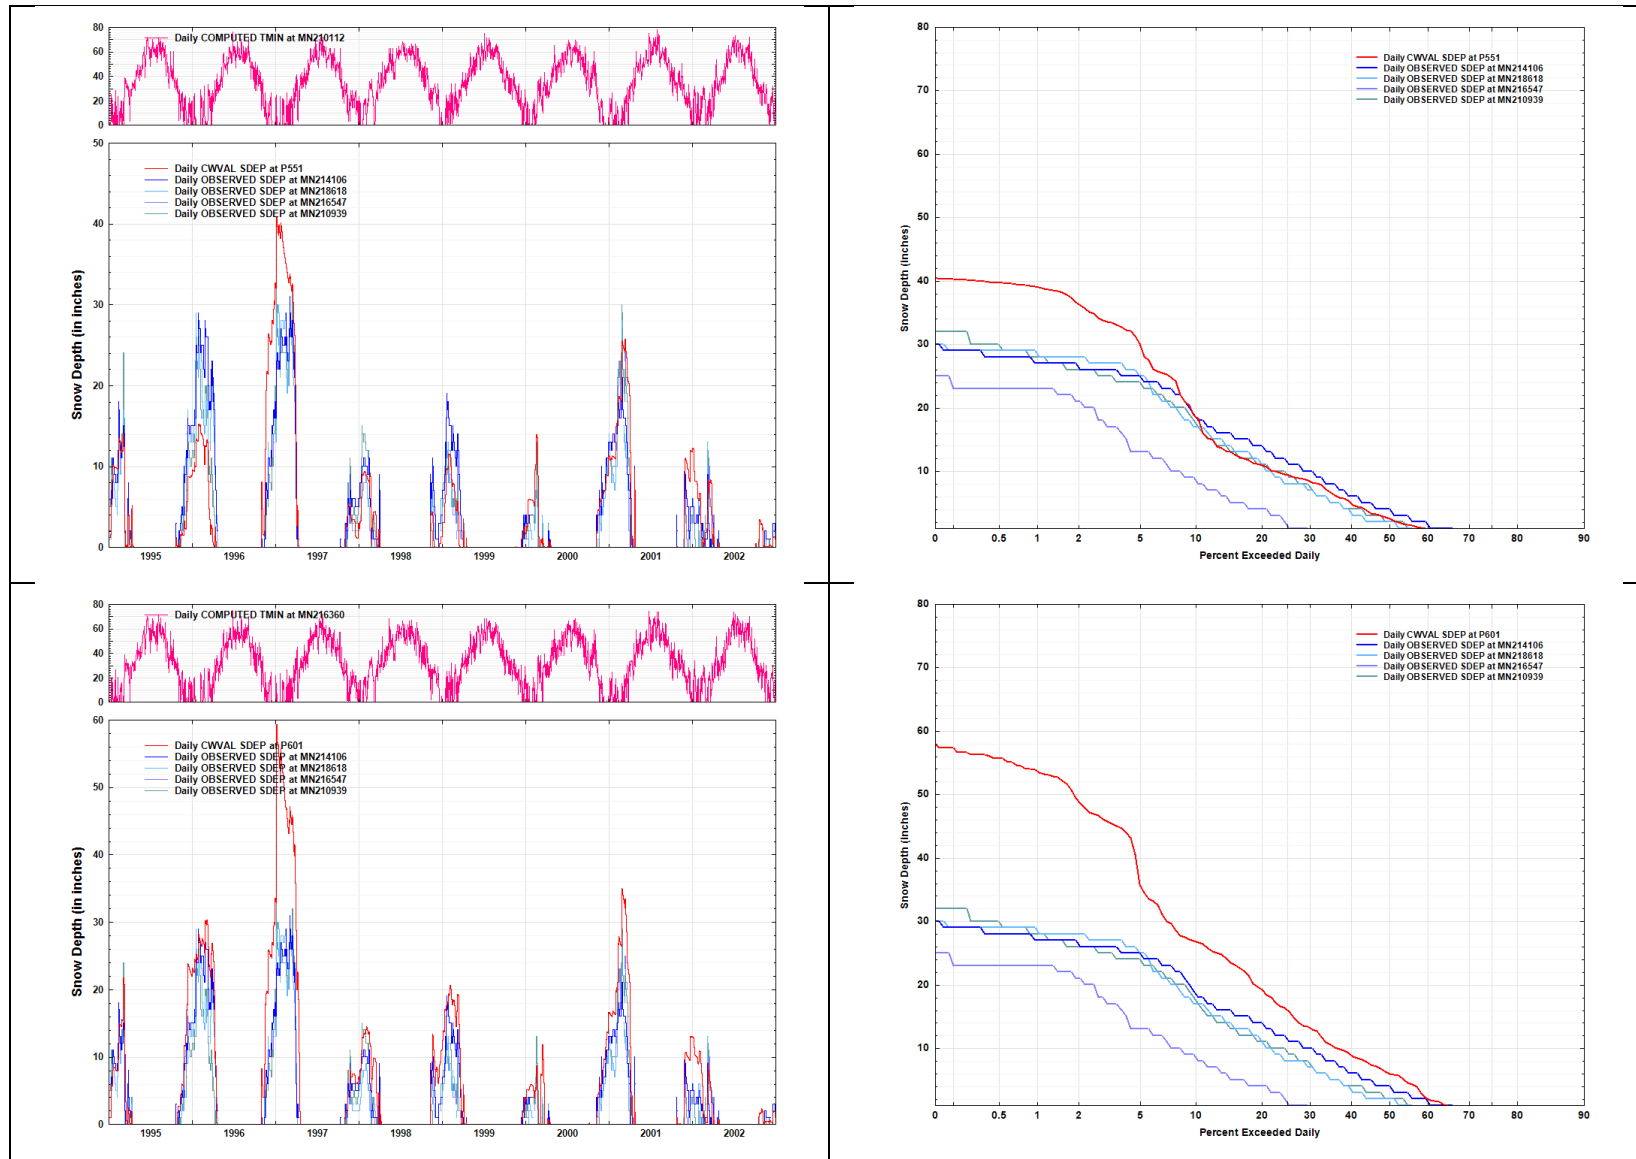 80
60
40
20
0
Daily COMPUTED TMIN at MN210112
50
40
30
20
10
0
Snow Depth (in inches)
Daily CWVAL SDEP at P551
Daily OBSERVED SDEP at MN214106
Daily OBSERVED SDEP at MN218618
Daily OBSERVED SDEP at MN216547
Daily OBSERVED SDEP at MN210939
1995 1996 1997 1998 1999 2000 2001 2002
80
70
60
50
40
30
20
10
Snow Depth (Inches)
Daily CWVAL SDEP at P551
Daily OBSERVED SDEP at MN214106
Daily OBSERVED SDEP at MN218618
Daily OBSERVED SDEP at MN216547
Daily OBSERVED SDEP at MN210939
0 0.5 1 2 5 10 20 30 40 50 60 70 80 90
Percent Exceeded Daily
80
60
40
20
0
Daily COMPUTED TMIN at MN216360
60
50
40
30
20
10
0
Snow Depth (in inches)
Daily CWVAL SDEP at P601
Daily OBSERVED SDEP at MN214106
Daily OBSERVED SDEP at MN218618
Daily OBSERVED SDEP at MN216547
Daily OBSERVED SDEP at MN210939
1995 1996 1997 1998 1999 2000 2001 2002
80
70
60
50
40
30
20
10
Snow Depth (Inches)
Daily CWVAL SDEP at P601
Daily OBSERVED SDEP at MN214106
Daily OBSERVED SDEP at MN218618
Daily OBSERVED SDEP at MN216547
Daily OBSERVED SDEP at MN210939
0 0.5 1 2 5 10 20 30 40 50 60 70 80 90
Percent Exceeded Daily